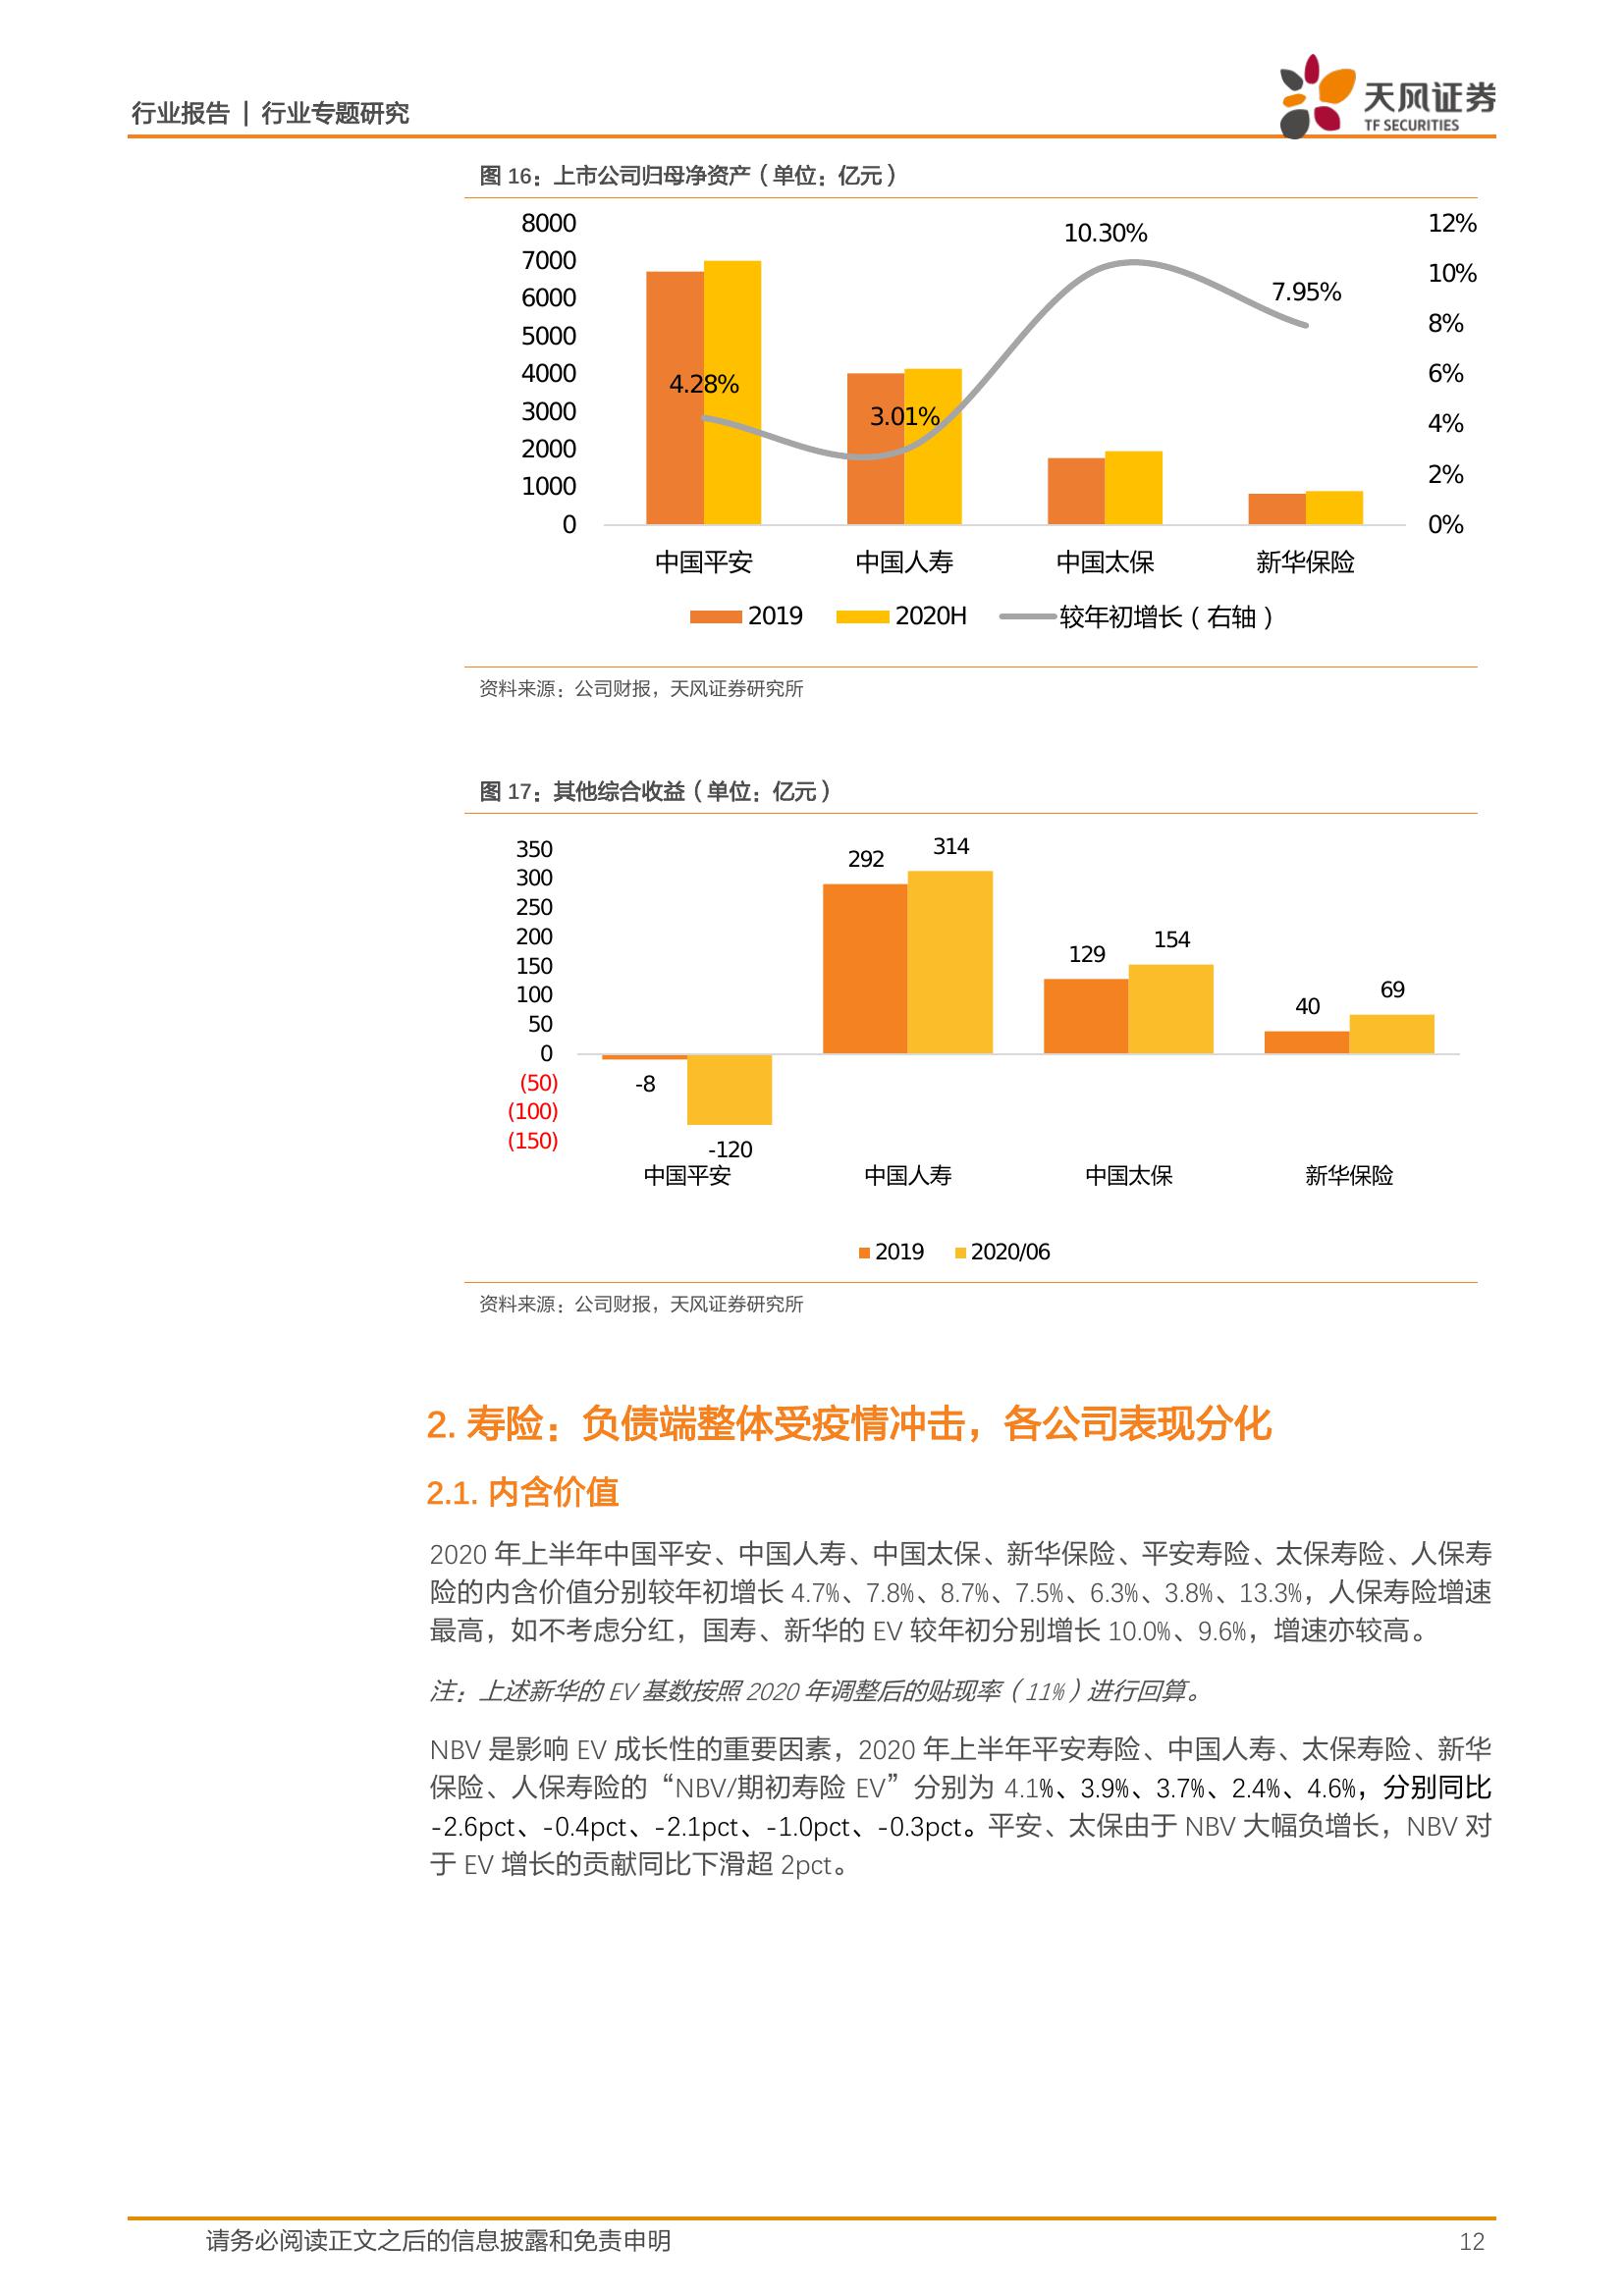 行业报告 | 行业专题研究
天风证券
TF SECURITIES
图 16：上市公司归母净资产（单位：亿元）
8000
7000
6000
5000
4000
3000
2000
1000
0
12%
10%
8%
6%
4%
2%
0%
4.28%
3.01%
10.30%
7.95%
中国平安 中国人寿 中国太保 新华保险
2019 2020H 较年初增长（右轴）
资料来源：公司财报，天风证券研究所
图 17：其他综合收益（单位：亿元）
350
300
250
200
150
100
50
0
(50)
(100)
(150)
-8
-120
292
314
129
154
40
69
中国平安 中国人寿 中国太保 新华保险
2019 2020/06
资料来源：公司财报，天风证券研究所
2. 寿险：负债端整体受疫情冲击，各公司表现分化
2.1. 内含价值
2020 年上半年中国平安、中国人寿、中国太保、新华保险、平安寿险、太保寿险、人保寿
险的内含价值分别较年初增长 4.7%、7.8%、8.7%、7.5%、6.3%、3.8%、13.3%，人保寿险增速
最高，如不考虑分红，国寿、新华的 EV 较年初分别增长 10.0%、9.6%，增速亦较高。
注：上述新华的 EV 基数按照 2020 年调整后的贴现率（11%）进行回算。
NBV 是影响 EV 成长性的重要因素，2020 年上半年平安寿险、中国人寿、太保寿险、新华
保险、人保寿险的“NBV/期初寿险 EV”分别为 4.1%、3.9%、3.7%、2.4%、4.6%，分别同比
-2.6pct、-0.4pct、-2.1pct、-1.0pct、-0.3pct。平安、太保由于 NBV 大幅负增长，NBV 对
于 EV 增长的贡献同比下滑超 2pct。
请务必阅读正文之后的信息披露和免责申明 12